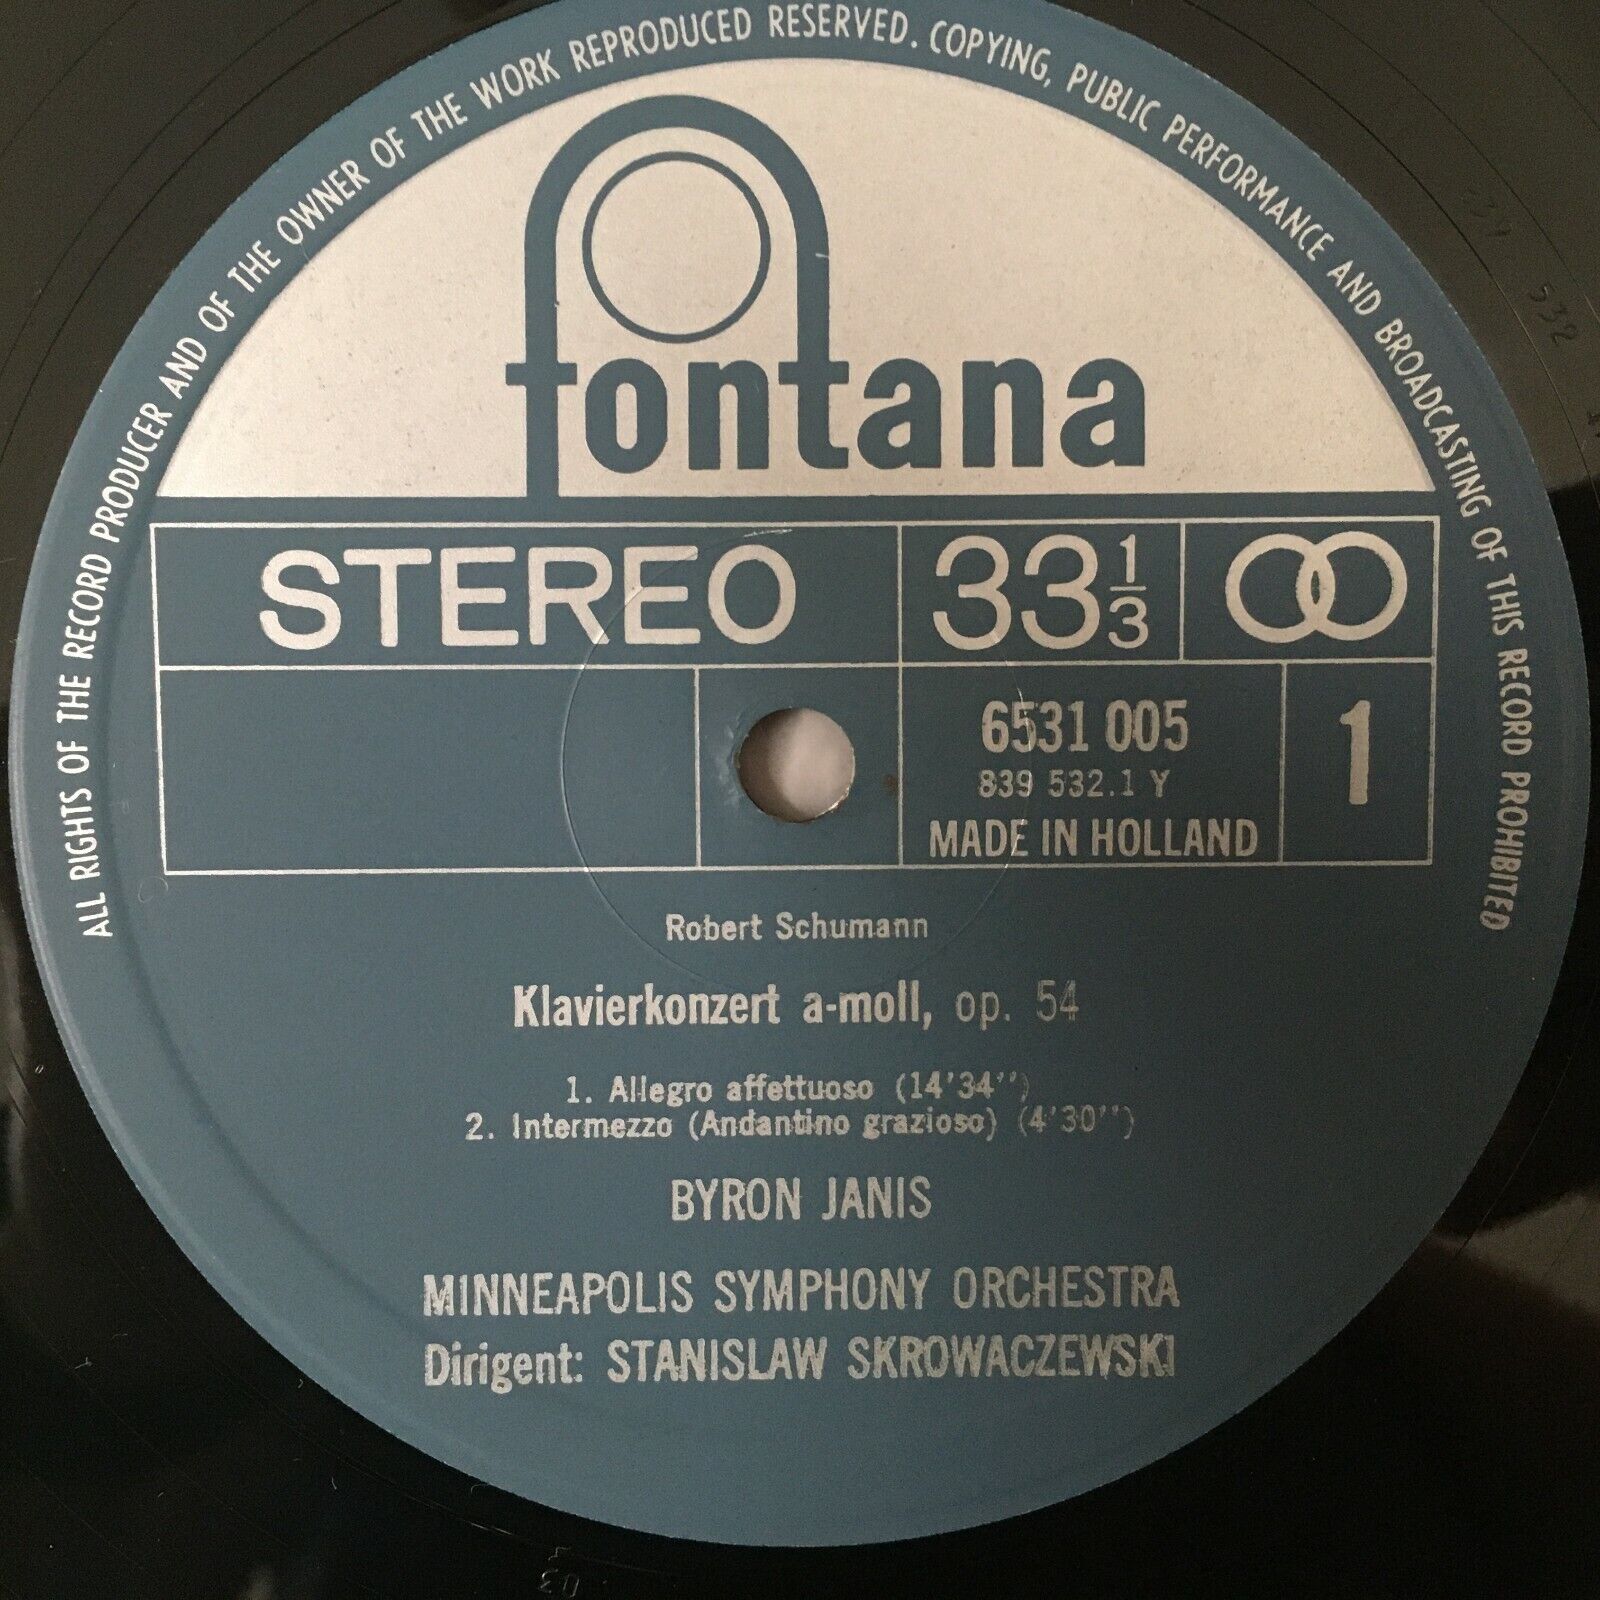 ALL RIGHTS OF THE RECORD PRODUCER AND OF THE OWNER OF THE WORK REPRODUCED RESERVED. COPYING, PUBLIC PERFORMANCE AND BROADCASTING OF THIS RECORD PROHIBITED
fontana
STEREO 33 1/3
6531 005 1
839 532.1 Y
MADE IN HOLLAND
Robert Schumann
Klavierkonzert a-moll, op. 54
1. Allegro affettuoso (14'34'')
2. Intermezzo (Andantino grazioso) (4'30'')
BYRON JANIS
MINNEAPOLIS SYMPHONY ORCHESTRA
Dirigent: STANISLAW SKROWACZEWSKI